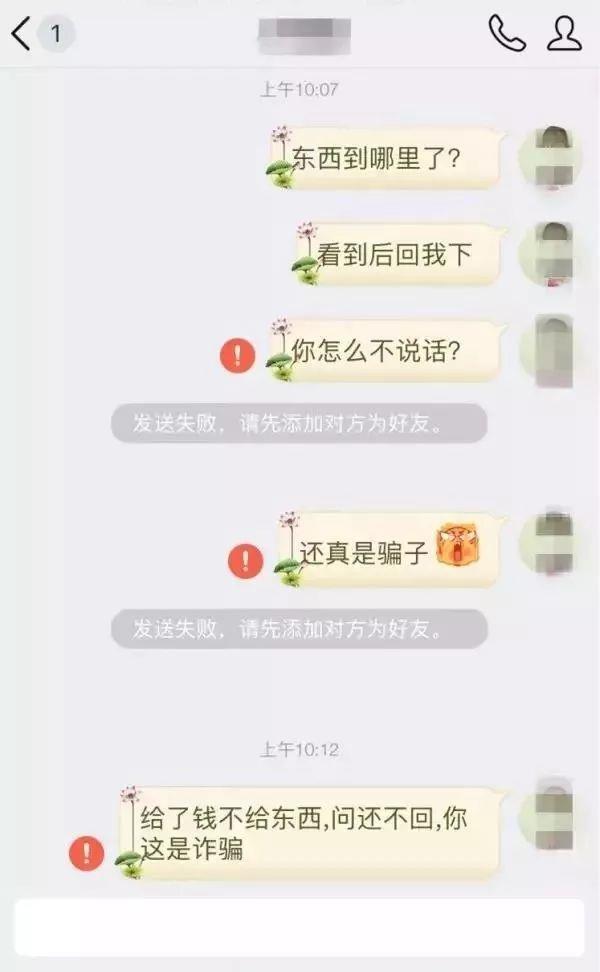 1
上午10:07
东西到哪里了？
看到后回我下
你怎么不说话？
发送失败，请先添加对方为好友。
还真是骗子
发送失败，请先添加对方为好友。
上午10:12
给了钱不给东西,问还不回,你
这是诈骗